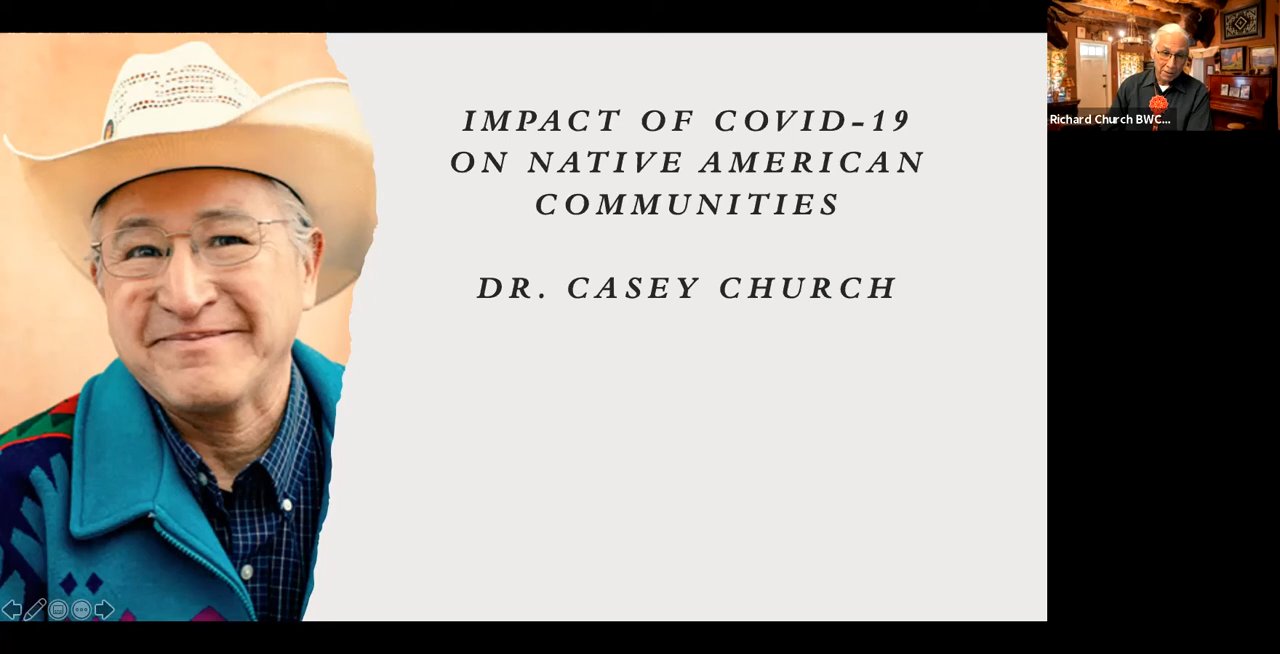 IMPACT OF COVID-19
ON NATIVE AMERICAN
COMMUNITIES
DR. CASEY CHURCH
Richard Church BWC...